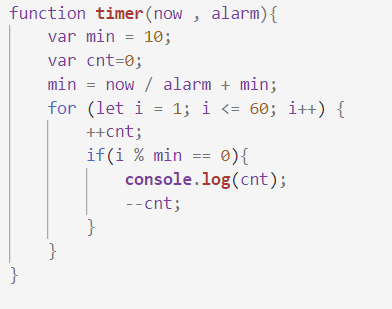 function timer(now , alarm){
    var min = 10;
    var cnt=0;
    min = now / alarm + min;
    for (let i = 1; i <= 60; i++) {
        ++cnt;
        if(i % min == 0){
            console.log(cnt);
            --cnt;
        }
    }
}